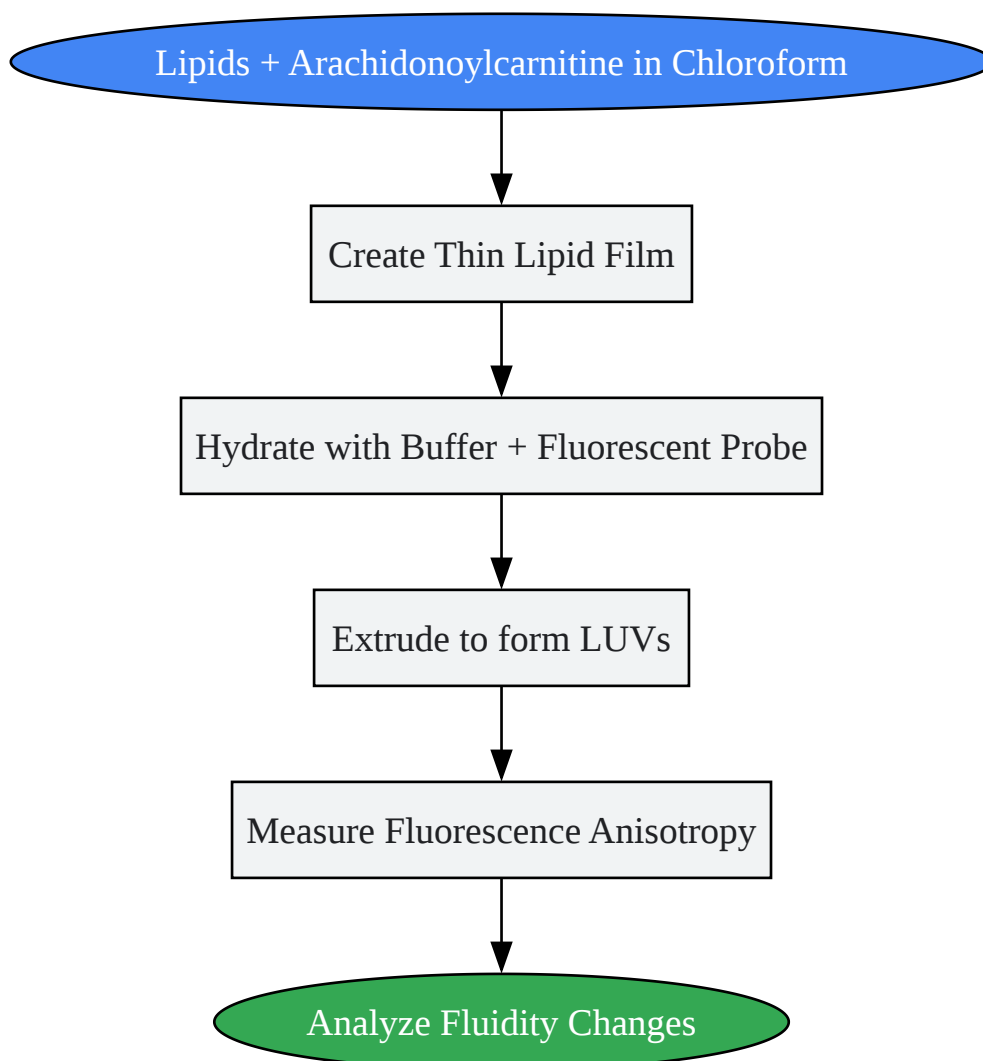 Lipids + Arachidonoylcarnitine in Chloroform
Create Thin Lipid Film
Hydrate with Buffer + Fluorescent Probe
Extrude to form LUVs
Measure Fluorescence Anisotropy
Analyze Fluidity Changes